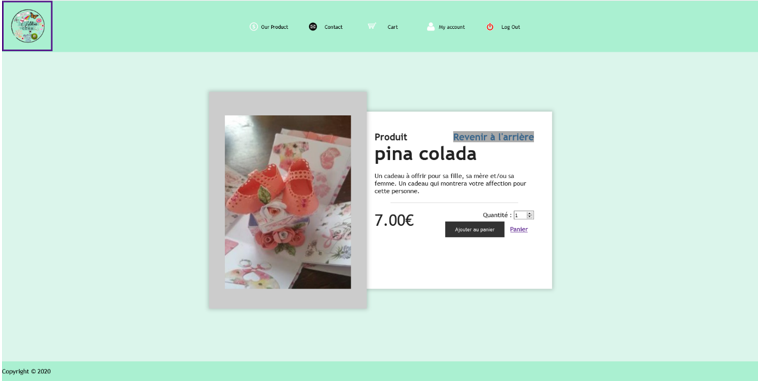 Our Product Contact Cart My account Log Out
Produit Revenir à l'arrière
pina colada
Un cadeau à offrir pour sa fille, sa mère et/ou sa
femme. Un cadeau qui montrera votre affection pour
cette personne.
7.00€
Quantité : 1
Ajouter au panier Panier
Copyright © 2020